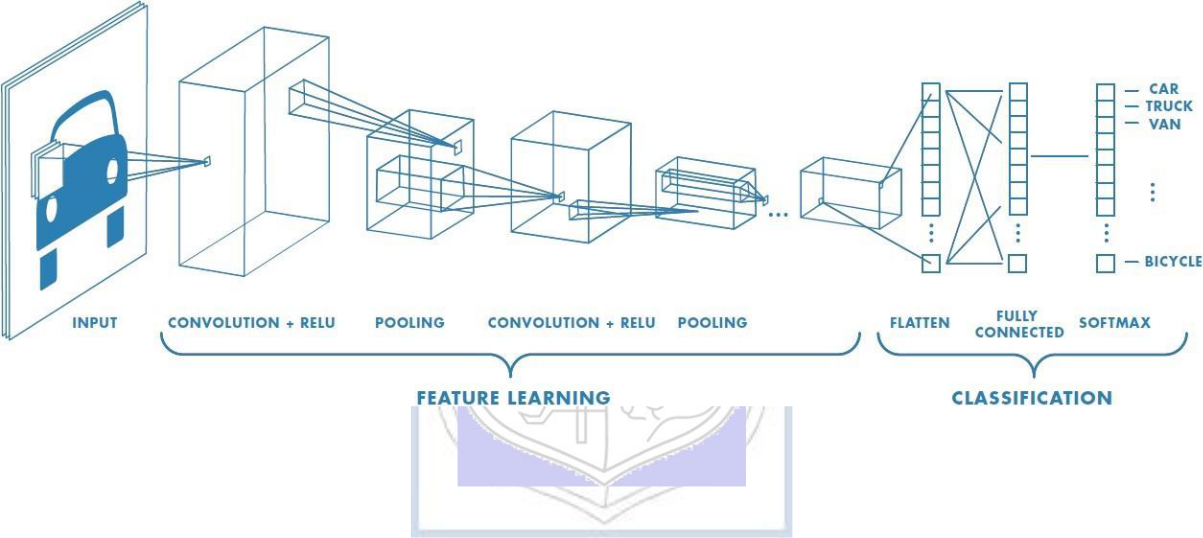 CAR
TRUCK
VAN
BICYCLE
INPUT
CONVOLUTION + RELU
POOLING
CONVOLUTION + RELU
POOLING
FLATTEN
FULLY
CONNECTED
SOFTMAX
FEATURE LEARNING
CLASSIFICATION